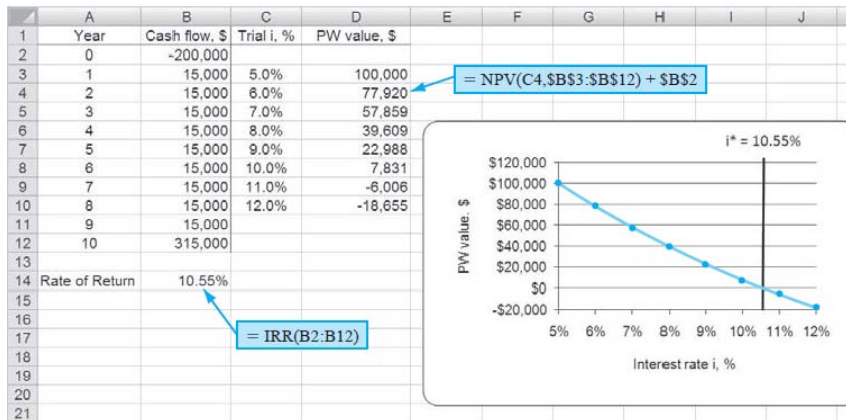 A B C D E F G H I J
1 Year Cash flow, $ Trial i, % PW value, $
2 0 -200,000
3 1 15,000 5.0% 100,000
4 2 15,000 6.0% 77,920
5 3 15,000 7.0% 57,859
6 4 15,000 8.0% 39,609
7 5 15,000 9.0% 22,988
8 6 15,000 10.0% 7,831
9 7 15,000 11.0% -6,006
10 8 15,000 12.0% -18,655
11 9 15,000
12 10 315,000
13
14 Rate of Return 10.55%
15
16
17
18
19
20
21
= NPV(C4,$B$3:$B$12) + $B$2
= IRR(B2:B12)
i* = 10.55%
PW value. $
$120,000
$100,000
$80,000
$60,000
$40,000
$20,000
$0
-$20,000
5% 6% 7% 8% 9% 10% 11% 12%
Interest rate i, %